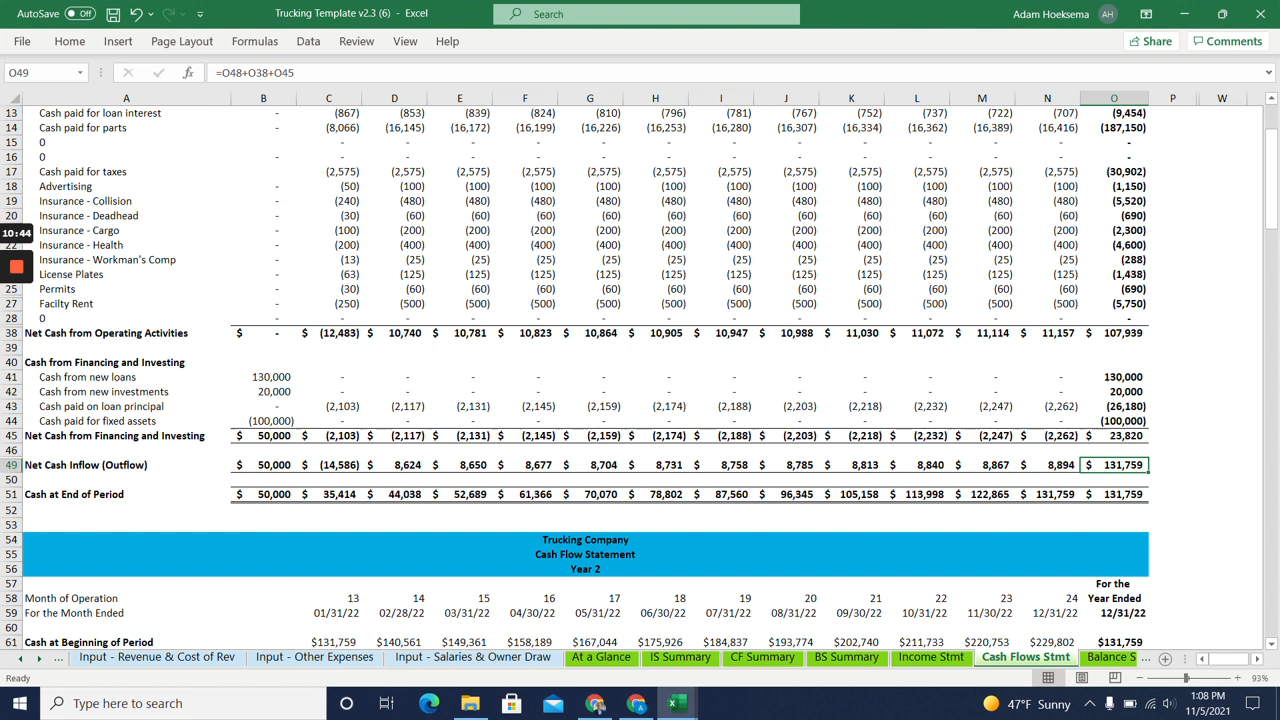 AutoSave Off Trucking Template v2.3 (6) - Excel Search Adam Hoeksema AH
File Home Insert Page Layout Formulas Data Review View Help Share Comments
O49 fx =O48+O38+O45
A B C D E F G H I J K L M N O P W
13 Cash paid for loan interest - (867) (853) (839) (824) (810) (796) (781) (767) (752) (737) (722) (707) (9,454)
14 Cash paid for parts - (8,066) (16,145) (16,172) (16,199) (16,226) (16,253) (16,280) (16,307) (16,334) (16,362) (16,389) (16,416) (187,150)
15 0 - - - - - - - - - - - - -
16 0 - - - - - - - - - - - - - -
17 Cash paid for taxes (2,575) (2,575) (2,575) (2,575) (2,575) (2,575) (2,575) (2,575) (2,575) (2,575) (2,575) (2,575) (30,902)
18 Advertising - (50) (100) (100) (100) (100) (100) (100) (100) (100) (100) (100) (100) (1,150)
19 Insurance - Collision - (240) (480) (480) (480) (480) (480) (480) (480) (480) (480) (480) (480) (5,520)
20 Insurance - Deadhead - (30) (60) (60) (60) (60) (60) (60) (60) (60) (60) (60) (60) (690)
10:44 Insurance - Cargo - (100) (200) (200) (200) (200) (200) (200) (200) (200) (200) (200) (200) (2,300)
22 Insurance - Health - (200) (400) (400) (400) (400) (400) (400) (400) (400) (400) (400) (400) (4,600)
Insurance - Workman's Comp - (13) (25) (25) (25) (25) (25) (25) (25) (25) (25) (25) (25) (288)
License Plates - (63) (125) (125) (125) (125) (125) (125) (125) (125) (125) (125) (125) (1,438)
25 Permits - (30) (60) (60) (60) (60) (60) (60) (60) (60) (60) (60) (60) (690)
27 Facilty Rent - (250) (500) (500) (500) (500) (500) (500) (500) (500) (500) (500) (500) (5,750)
28 0 - - - - - - - - - - - - - -
38 Net Cash from Operating Activities $ - $ (12,483) $ 10,740 $ 10,781 $ 10,823 $ 10,864 $ 10,905 $ 10,947 $ 10,988 $ 11,030 $ 11,072 $ 11,114 $ 11,157 $ 107,939
39
40 Cash from Financing and Investing
41 Cash from new loans 130,000 - - - - - - - - - - - - 130,000
42 Cash from new investments 20,000 - - - - - - - - - - - - 20,000
43 Cash paid on loan principal - (2,103) (2,117) (2,131) (2,145) (2,159) (2,174) (2,188) (2,203) (2,218) (2,232) (2,247) (2,262) (26,180)
44 Cash paid for fixed assets (100,000) - - - - - - - - - - - - (100,000)
45 Net Cash from Financing and Investing $ 50,000 $ (2,103) $ (2,117) $ (2,131) $ (2,145) $ (2,159) $ (2,174) $ (2,188) $ (2,203) $ (2,218) $ (2,232) $ (2,247) $ (2,262) $ 23,820
46
49 Net Cash Inflow (Outflow) $ 50,000 $ (14,586) $ 8,624 $ 8,650 $ 8,677 $ 8,704 $ 8,731 $ 8,758 $ 8,785 $ 8,813 $ 8,840 $ 8,867 $ 8,894 $ 131,759
50
51 Cash at End of Period $ 50,000 $ 35,414 $ 44,038 $ 52,689 $ 61,366 $ 70,070 $ 78,802 $ 87,560 $ 96,345 $ 105,158 $ 113,998 $ 122,865 $ 131,759 $ 131,759
52
53
54 Trucking Company
55 Cash Flow Statement
56 Year 2
57 For the
58 Month of Operation 13 14 15 16 17 18 19 20 21 22 23 24 Year Ended
59 For the Month Ended 01/31/22 02/28/22 03/31/22 04/30/22 05/31/22 06/30/22 07/31/22 08/31/22 09/30/22 10/31/22 11/30/22 12/31/22 12/31/22
60
61 Cash at Beginning of Period $131,759 $140,561 $149,361 $158,189 $167,044 $175,926 $184,837 $193,774 $202,740 $211,733 $220,753 $229,802 $131,759
... Input - Revenue & Cost of Rev Input - Other Expenses Input - Salaries & Owner Draw At a Glance IS Summary CF Summary BS Summary Income Stmt Cash Flows Stmt Balance S ...
Ready 93%
Type here to search 47°F Sunny 1:08 PM
11/5/2021